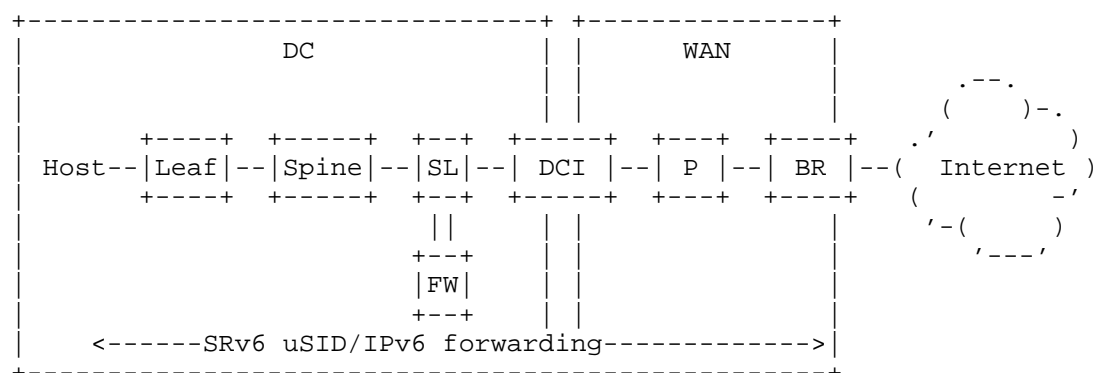 DC WAN
Host--|Leaf|--|Spine|--|SL|--| DCI |--| P |--| BR |--( Internet )
|FW|
<------SRv6 uSID/IPv6 forwarding------------->